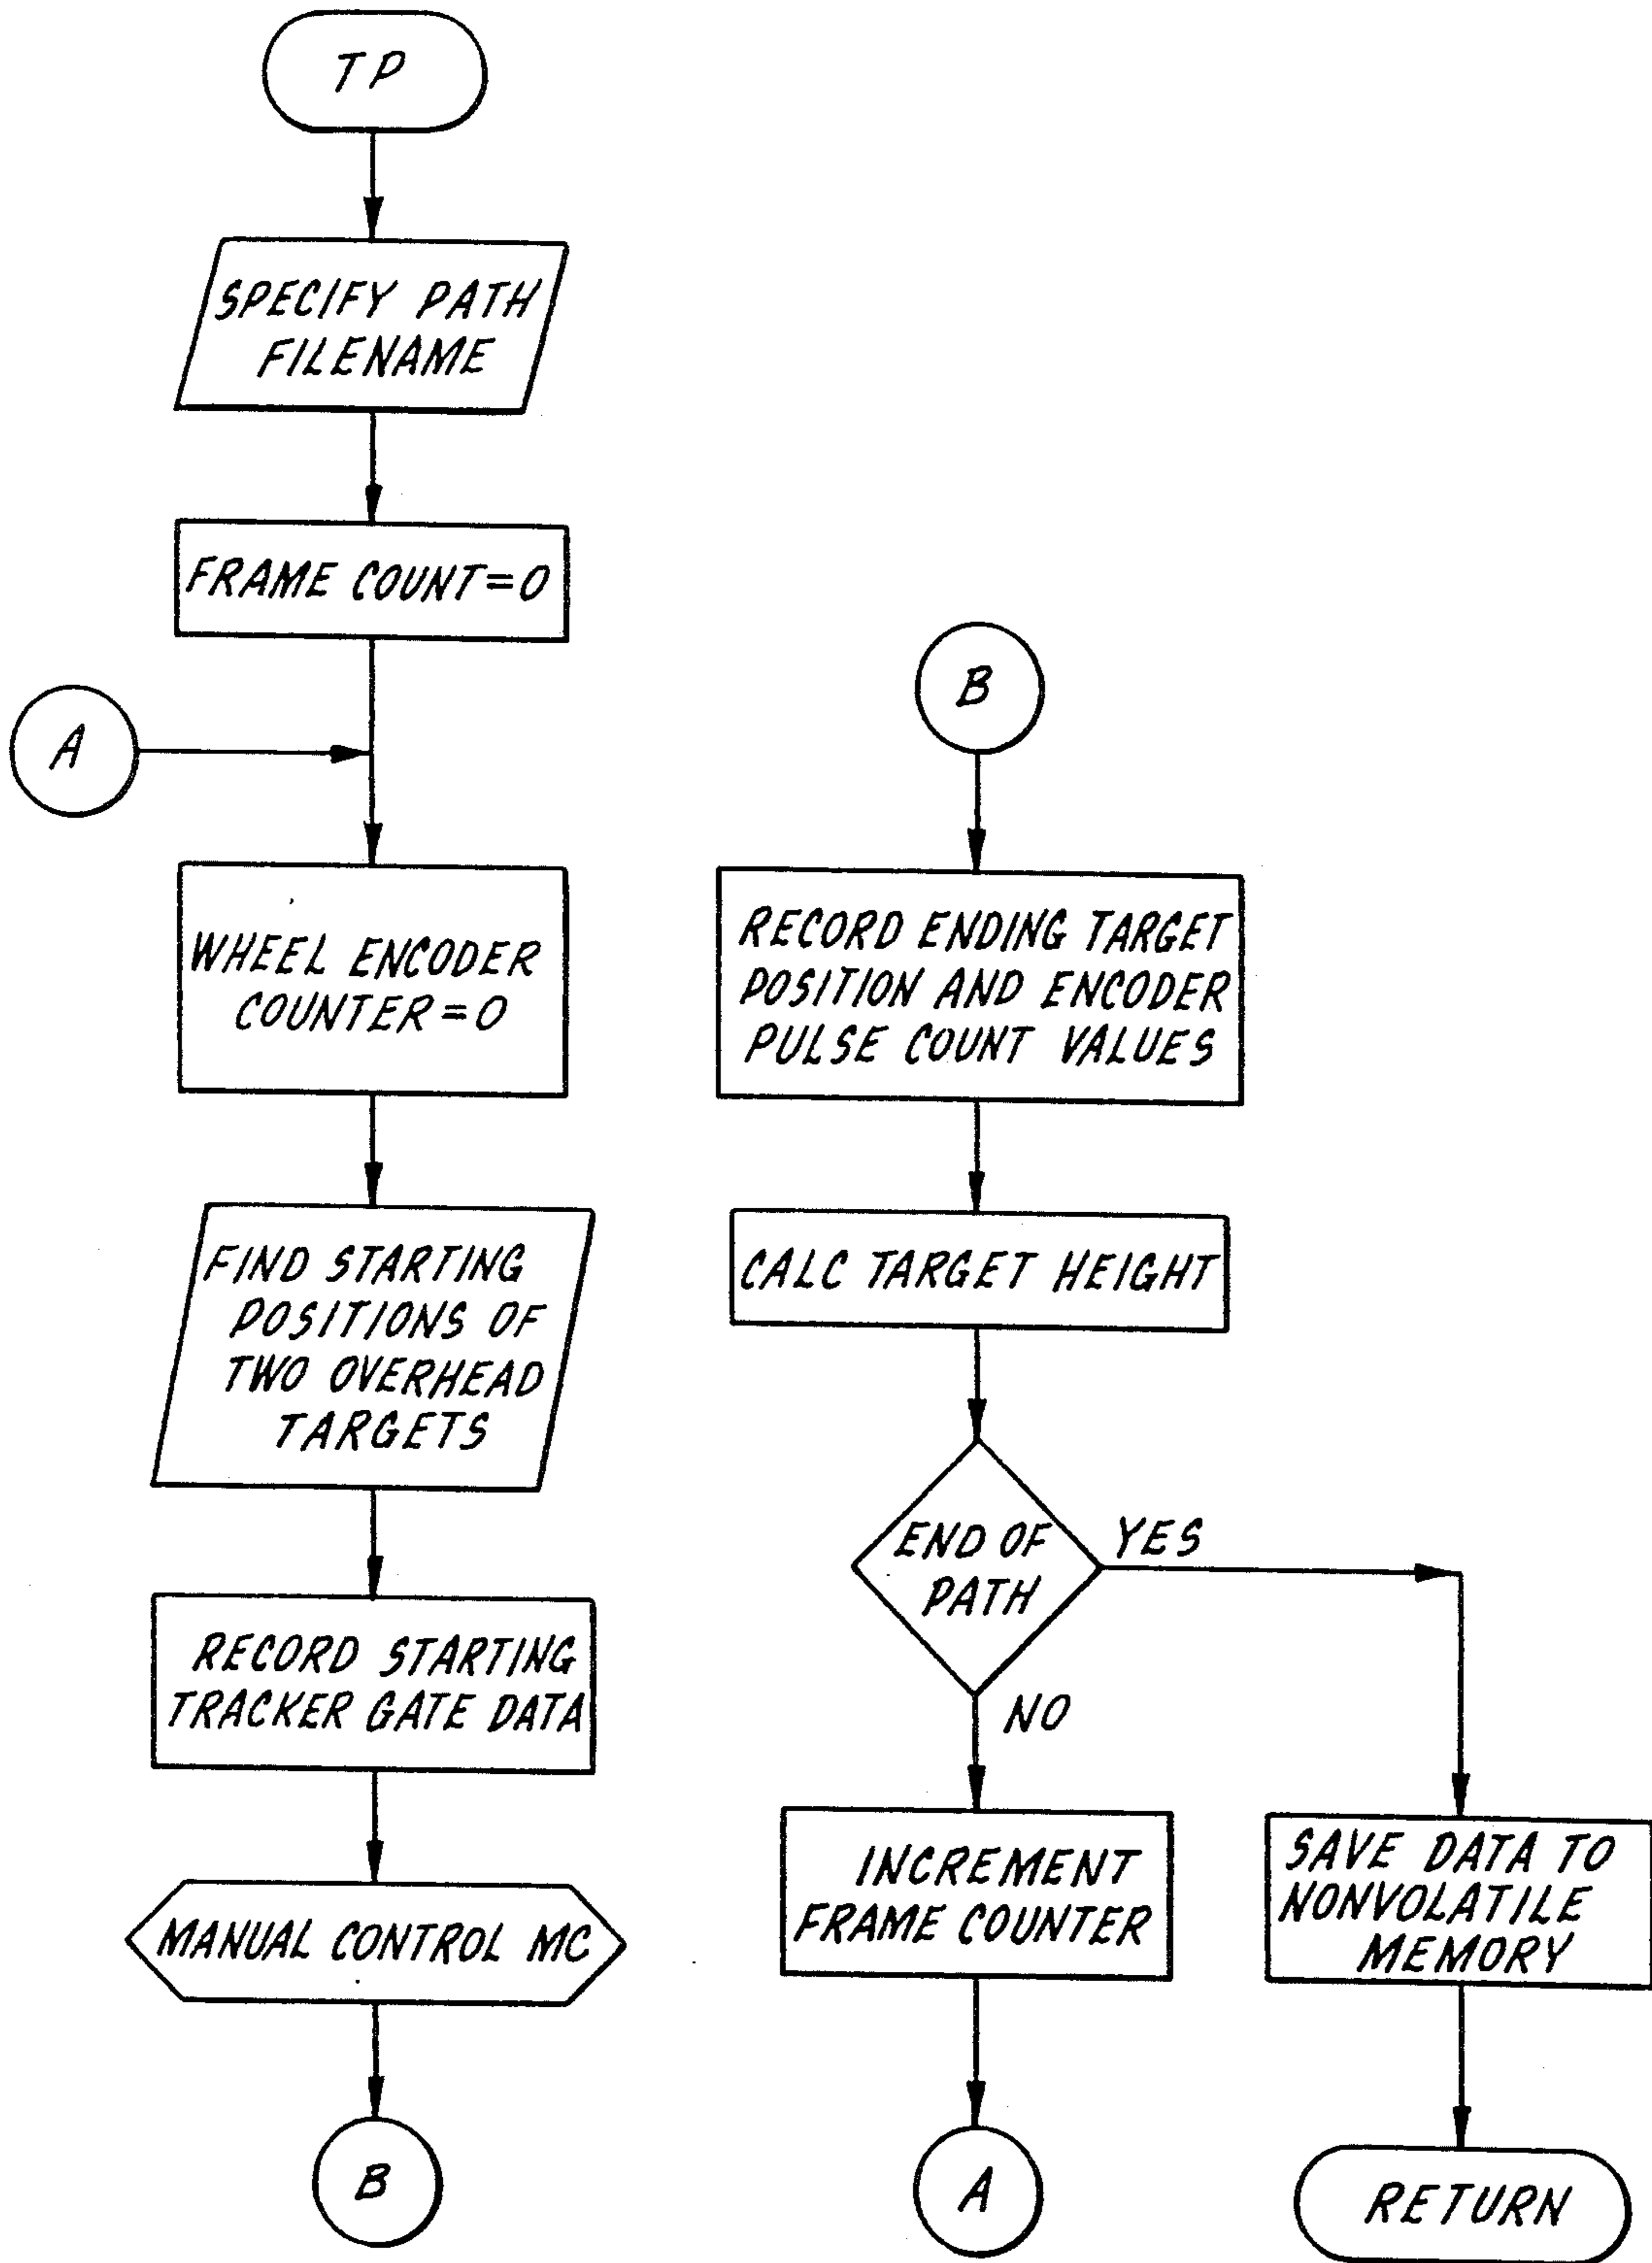 TP
SPECIFY PATH
FILENAME
FRAME COUNT=0
A
WHEEL ENCODER
COUNTER=0
FIND STARTING
POSITIONS OF
TWO OVERHEAD
TARGETS
RECORD STARTING
TRACKER GATE DATA
MANUAL CONTROL MC
B
B
RECORD ENDING TARGET
POSITION AND ENCODER
PULSE COUNT VALUES
CALC TARGET HEIGHT
END OF
PATH
YES
NO
INCREMENT
FRAME COUNTER
A
SAVE DATA TO
NONVOLATILE
MEMORY
RETURN